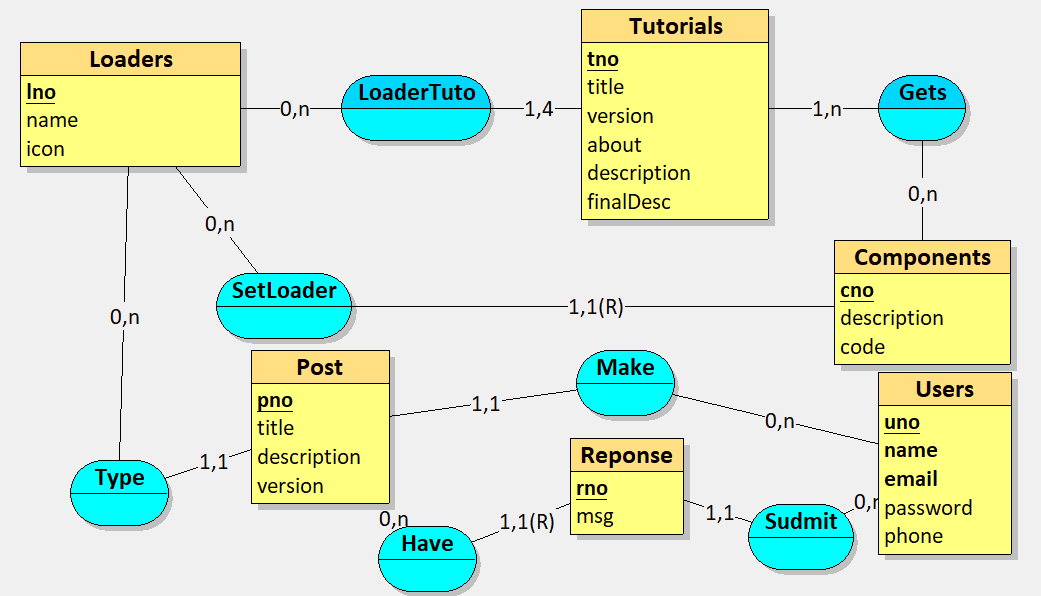 Loaders
lno
name
icon
0,n
LoaderTuto
1,4
Tutorials
tno
title
version
about
description
finalDesc
1,n
Gets
0,n
0,n
SetLoader
1,1(R)
Components
cno
description
code
0,n
Type
1,1
Post
pno
title
description
version
1,1
Make
0,n
Users
uno
name
email
password
phone
0,n
Have
1,1(R)
Reponse
rno
msg
1,1
Sudmit
0,n